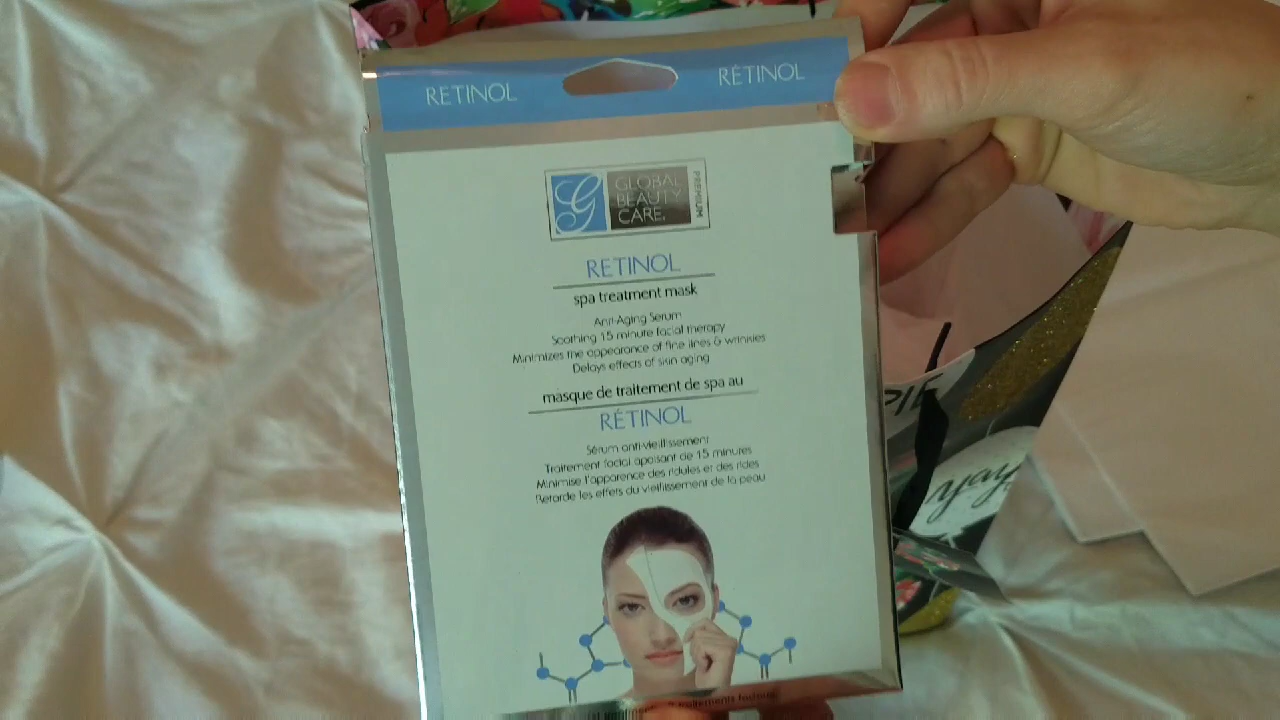 RETINOL
RÉTINOL
G
GLOBAL
BEAUTY
CARE.
PREMIUM
RETINOL
spa treatment mask
Anti-Aging Serum
Soothing 15 minute facial therapy
Minimizes the appearance of fine lines & wrinkles
Delays effects of skin aging
masque de traitement de spa au
RÉTINOL
Sérum anti-vieillissement
Traitement facial apaisant de 15 minutes
Minimise l'apparence des ridules et des rides
Retarde les effets du vieillissement de la peau
yay